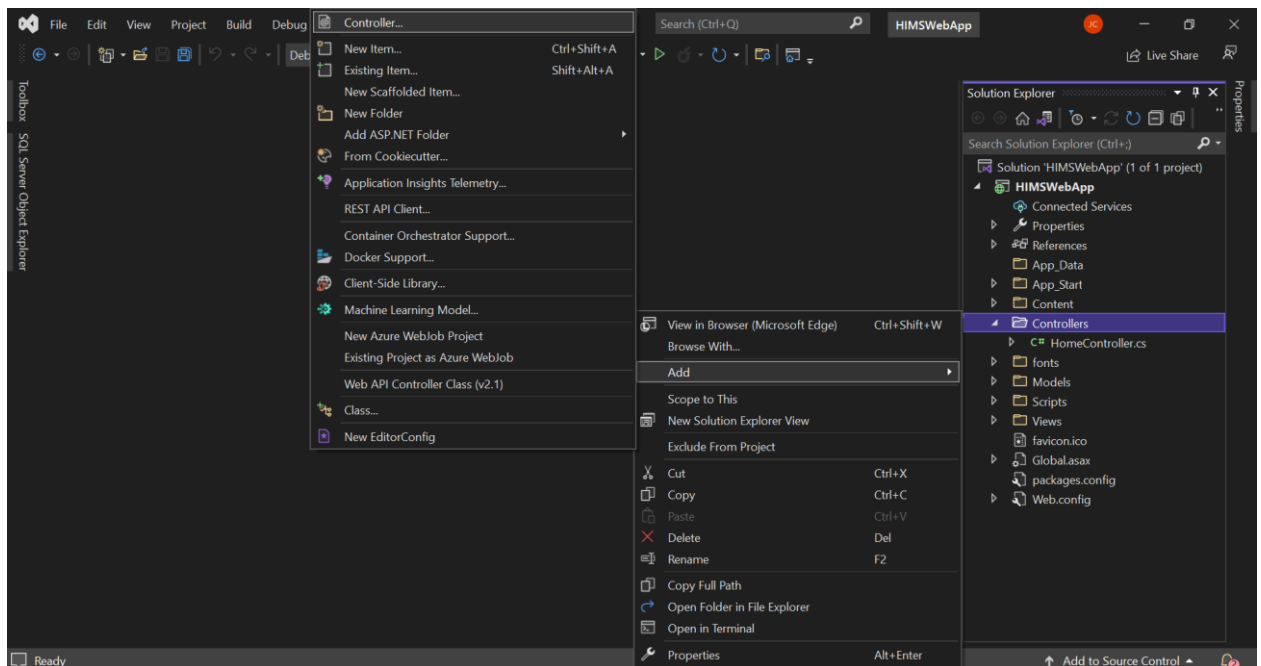 File Edit View Project Build Debug
Search (Ctrl+Q)
HIMSWebApp
JC
Deb
Live Share
Controller...
New Item... Ctrl+Shift+A
Existing Item... Shift+Alt+A
New Scaffolded Item...
New Folder
Add ASP.NET Folder
From Cookiecutter...
Application Insights Telemetry...
REST API Client...
Container Orchestrator Support...
Docker Support...
Client-Side Library...
Machine Learning Model...
New Azure WebJob Project
Existing Project as Azure WebJob
Web API Controller Class (v2.1)
Class...
New EditorConfig
View in Browser (Microsoft Edge) Ctrl+Shift+W
Browse With...
Add
Scope to This
New Solution Explorer View
Exclude From Project
Cut Ctrl+X
Copy Ctrl+C
Paste Ctrl+V
Delete Del
Rename F2
Copy Full Path
Open Folder in File Explorer
Open in Terminal
Properties Alt+Enter
Toolbox
SQL Server Object Explorer
Solution Explorer
Search Solution Explorer (Ctrl+;)
Solution 'HIMSWebApp' (1 of 1 project)
HIMSWebApp
Connected Services
Properties
References
App_Data
App_Start
Content
Controllers
C# HomeController.cs
fonts
Models
Scripts
Views
favicon.ico
Global.asax
packages.config
Web.config
Properties
Ready
Add to Source Control
2